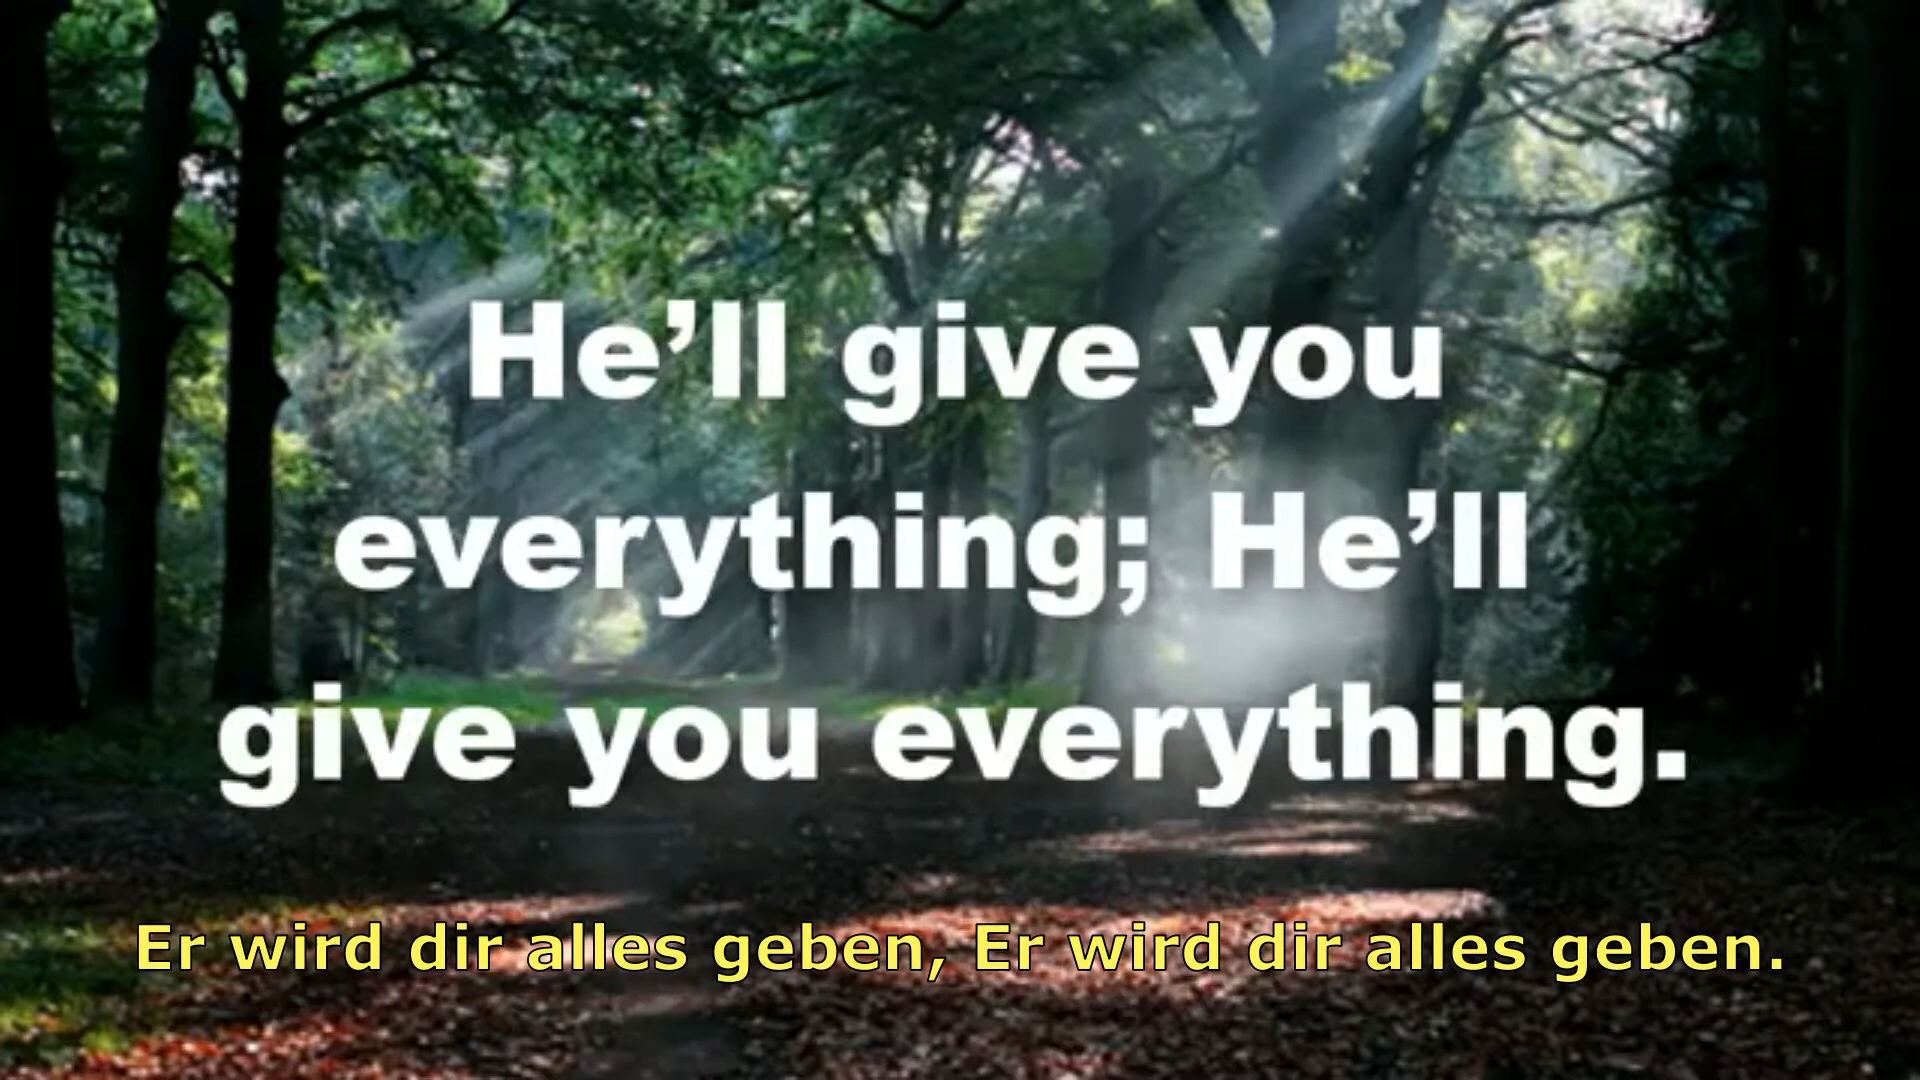 He’ll give you
everything; He’ll
give you everything.
Er wird dir alles geben, Er wird dir alles geben.